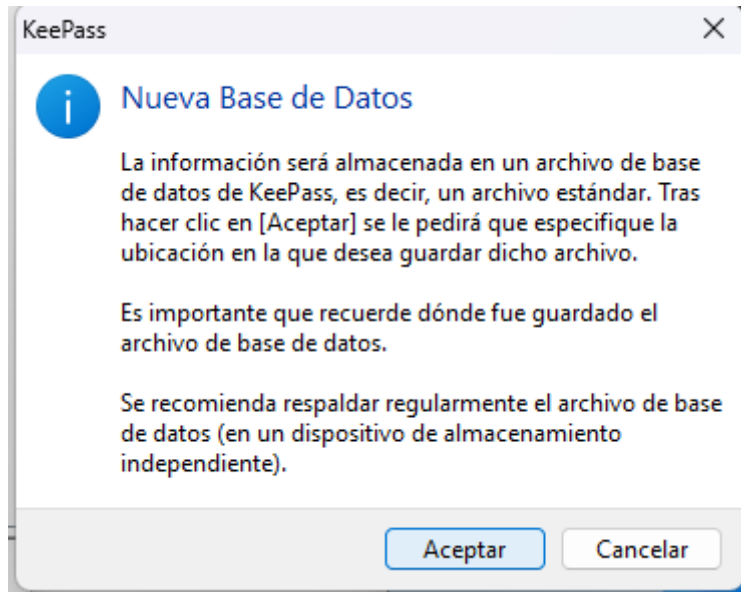 KeePass
Nueva Base de Datos
La información será almacenada en un archivo de base
de datos de KeePass, es decir, un archivo estándar. Tras
hacer clic en [Aceptar] se le pedirá que especifique la
ubicación en la que desea guardar dicho archivo.
Es importante que recuerde dónde fue guardado el
archivo de base de datos.
Se recomienda respaldar regularmente el archivo de base
de datos (en un dispositivo de almacenamiento
independiente).
Aceptar
Cancelar